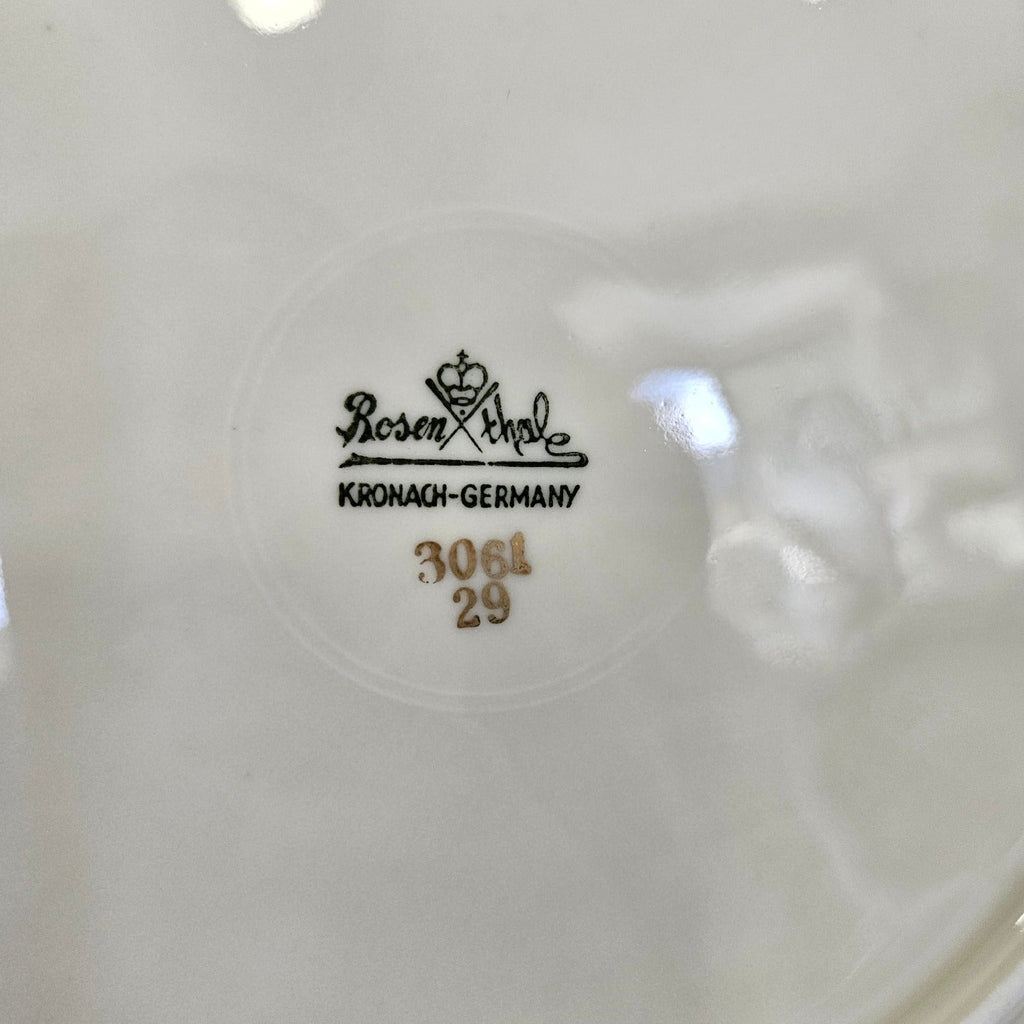 Rosenthal
KRONACH-GERMANY
3061
29